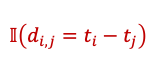 𝕀(d_{i,j} = t_i − t_j)